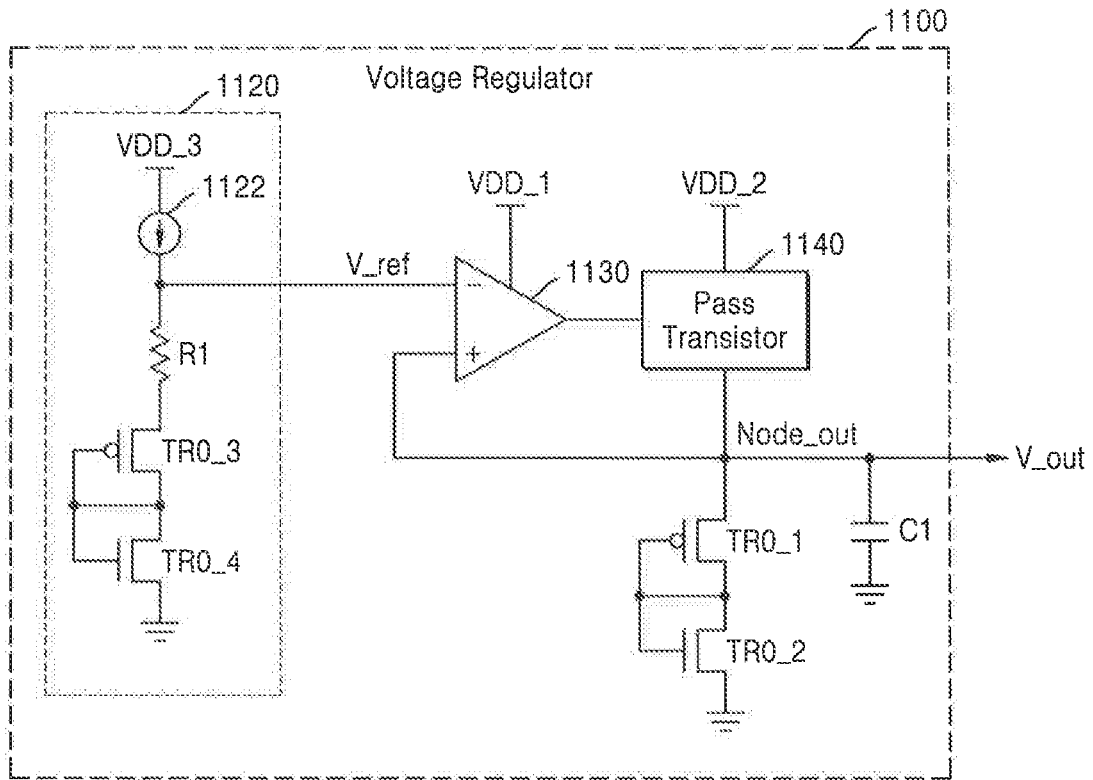 1100
Voltage Regulator
1120
VDD_3
1122
V_ref
R1
TR0_3
TR0_4
VDD_1
−
+
1130
VDD_2
1140
Pass
Transistor
Node_out
V_out
C1
TR0_1
TR0_2